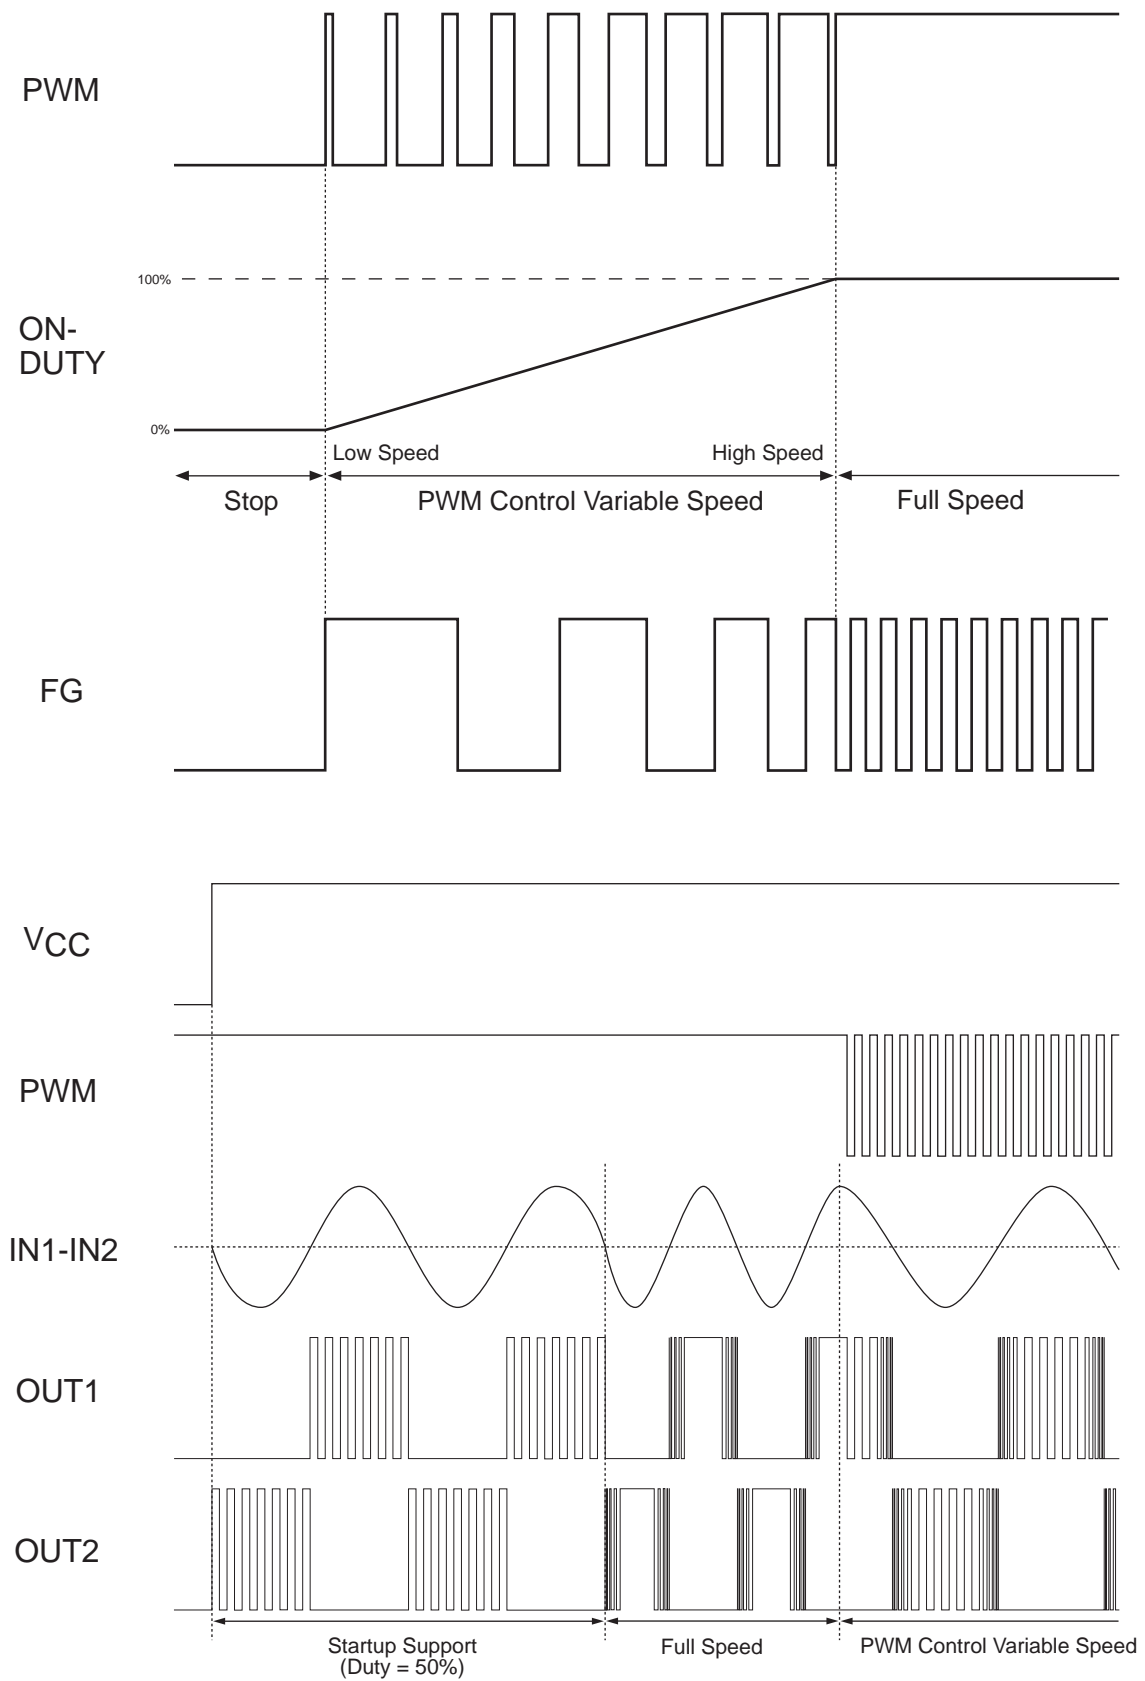 PWM
100%
ON-
DUTY
0%
Low Speed
High Speed
Stop
PWM Control Variable Speed
Full Speed
FG
VCC
PWM
IN1-IN2
OUT1
OUT2
Startup Support
(Duty = 50%)
Full Speed
PWM Control Variable Speed